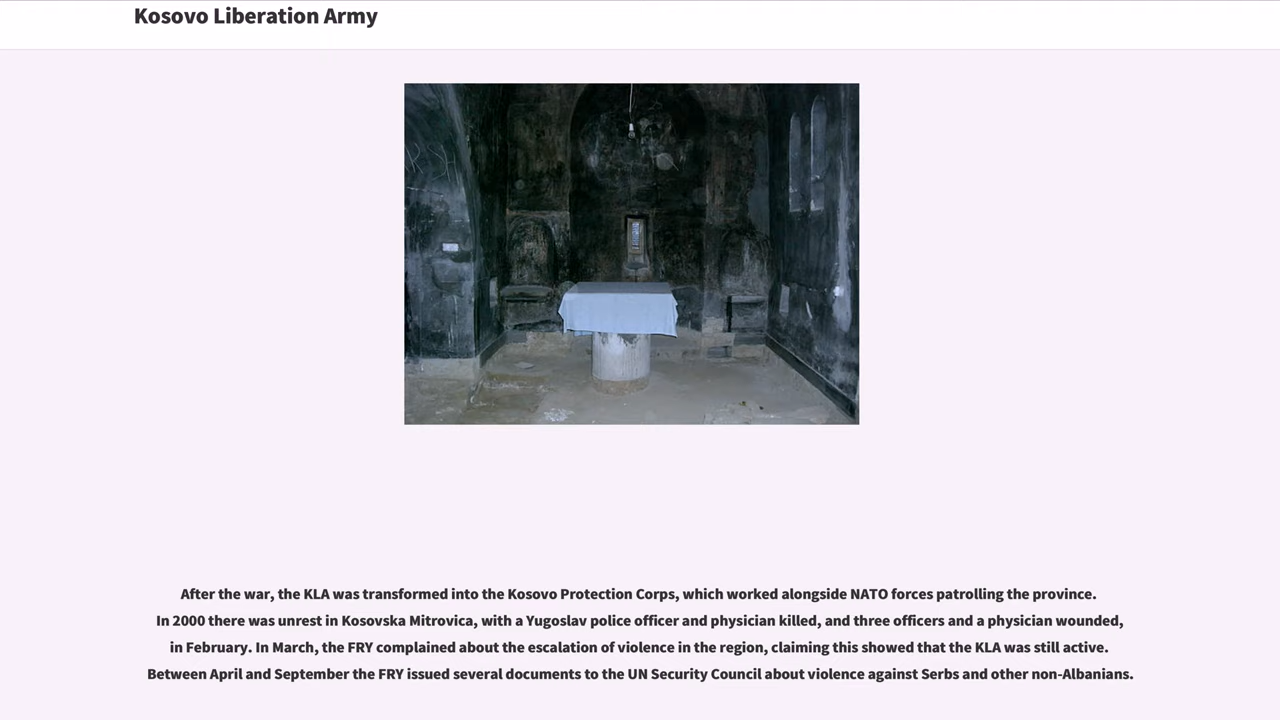 Kosovo Liberation Army
After the war, the KLA was transformed into the Kosovo Protection Corps, which worked alongside NATO forces patrolling the province.
In 2000 there was unrest in Kosovska Mitrovica, with a Yugoslav police officer and physician killed, and three officers and a physician wounded,
in February. In March, the FRY complained about the escalation of violence in the region, claiming this showed that the KLA was still active.
Between April and September the FRY issued several documents to the UN Security Council about violence against Serbs and other non-Albanians.